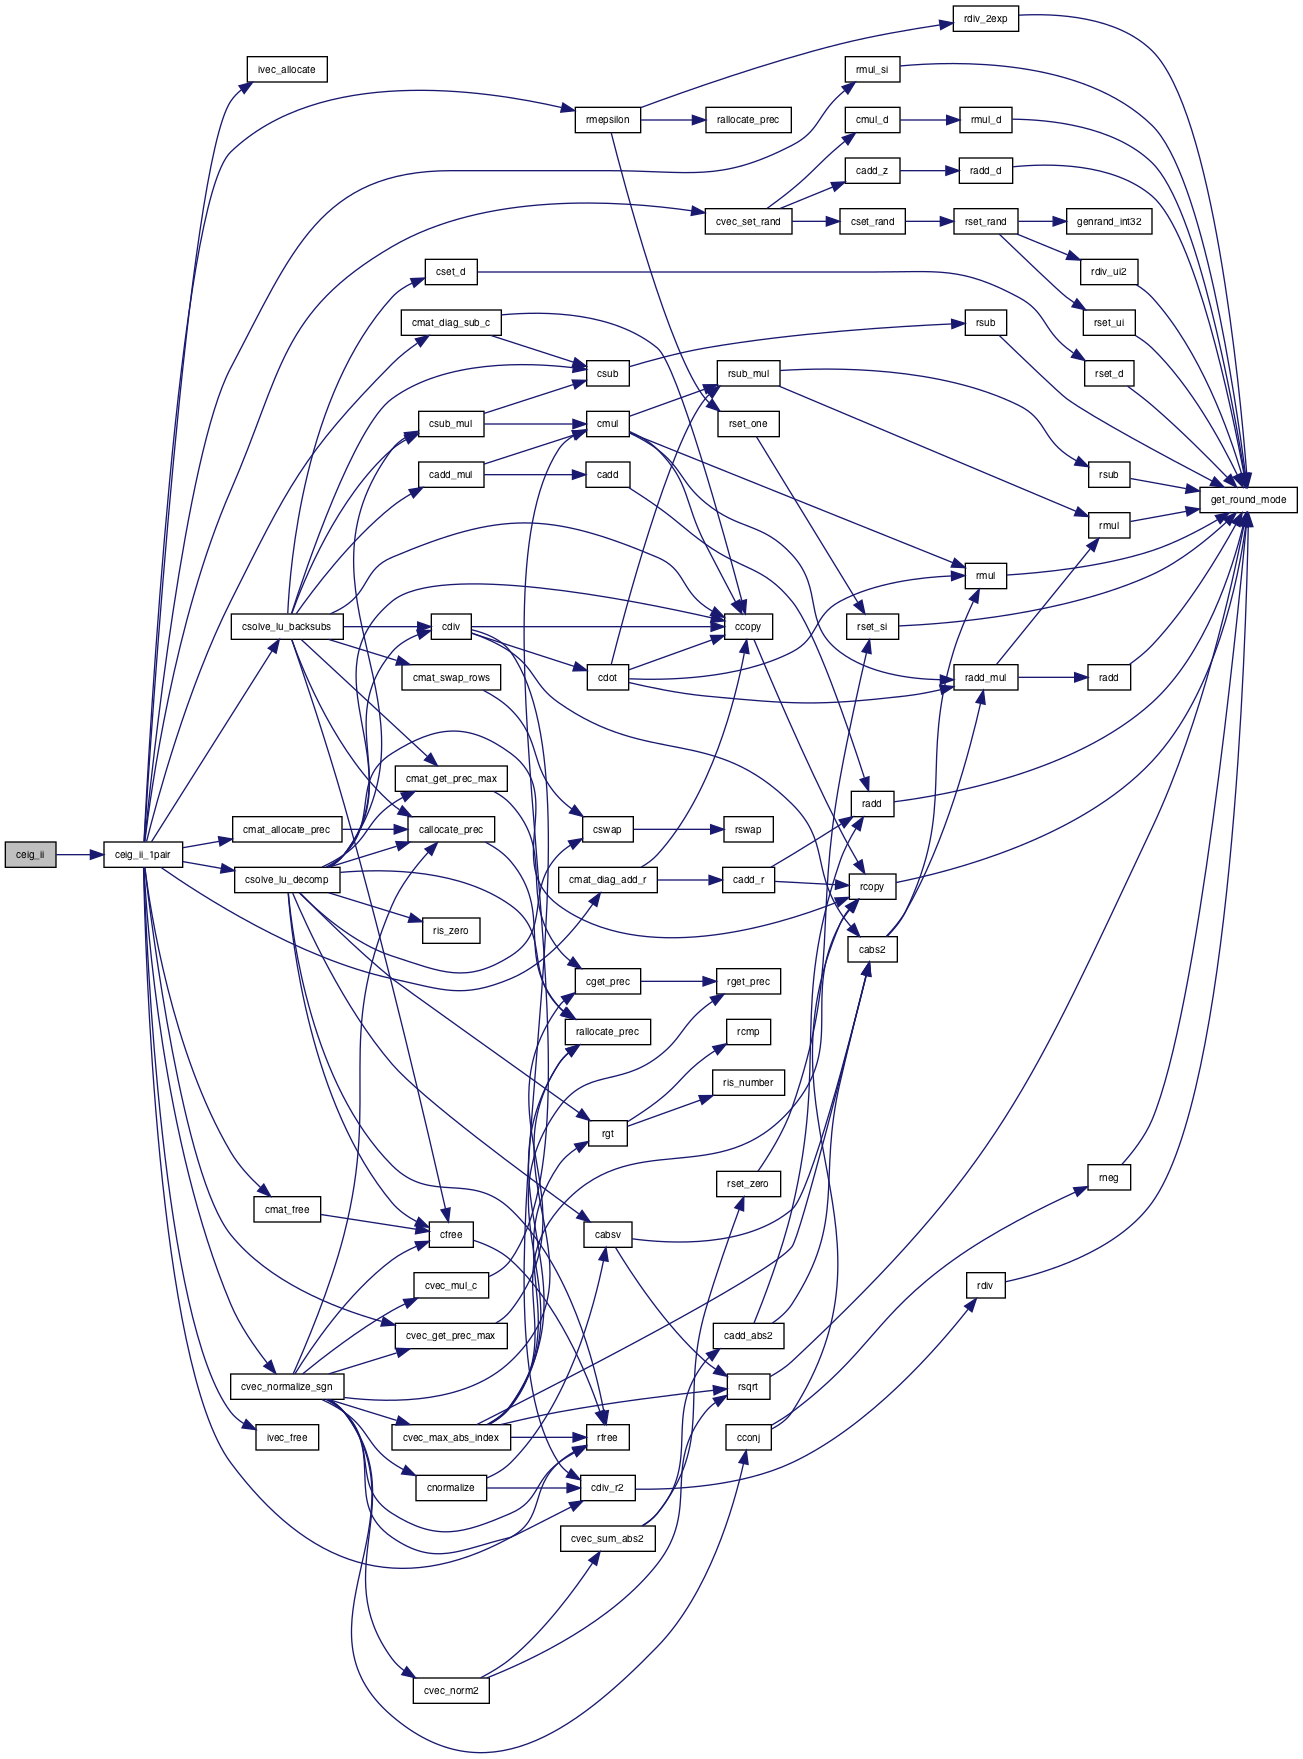 rdiv_2exp
ivec_allocate
rmul_si
rmepsilon
rallocate_prec
cmul_d
rmul_d
cadd_z
radd_d
cvec_set_rand
cset_rand
rset_rand
genrand_int32
cset_d
rdiv_ui2
cmat_diag_sub_c
rsub
rset_ui
csub
rsub_mul
rset_d
csub_mul
cmul
rset_one
cadd_mul
cadd
rsub
get_round_mode
rmul
rmul
csolve_lu_backsubs
cdiv
ccopy
rset_si
cmat_swap_rows
cdot
radd_mul
radd
cmat_get_prec_max
radd
cmat_allocate_prec
callocate_prec
cswap
rswap
ceig_ii
ceig_ii_1pair
csolve_lu_decomp
cmat_diag_add_r
cadd_r
rcopy
ris_zero
cabs2
cget_prec
rget_prec
rallocate_prec
rcmp
ris_number
rgt
rset_zero
rneg
cmat_free
cfree
cabsv
cvec_mul_c
rdiv
cvec_get_prec_max
cadd_abs2
cvec_normalize_sgn
rsqrt
ivec_free
cvec_max_abs_index
rfree
cconj
cnormalize
cdiv_r2
cvec_sum_abs2
cvec_norm2